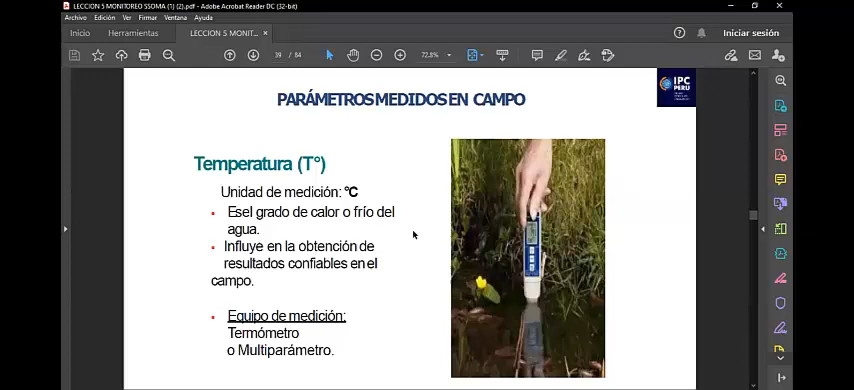 LECCION 5 MONITOREO SSOMA (1) (2).pdf - Adobe Acrobat Reader DC (32-bit)
Archivo Edición Ver Firmar Ventana Ayuda
Inicio Herramientas LECCION 5 MONIT... × Iniciar sesión
39 / 84 72.8%
IPC
PERU
PARÁMETROS MEDIDOS EN CAMPO
Temperatura (T°)
Unidad de medición: °C
Es el grado de calor o frío del
agua.
Influye en la obtención de
resultados confiables en el
campo.
Equipo de medición:
Termómetro
o Multiparámetro.